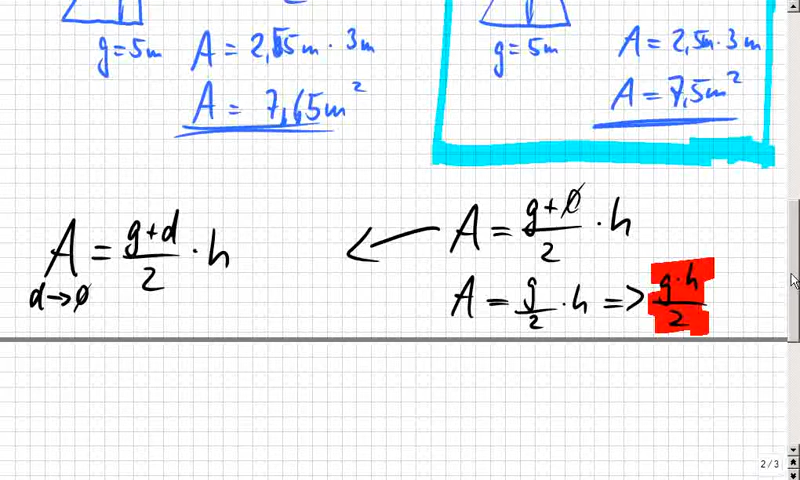 g = 5m A = 2,55m · 3m
A = 7,65m²
g = 5m A = 2,5m · 3m
A = 7,5m²
A = (g+d)/2 · h
d→0
A = (g+0)/2 · h
A = g/2 · h => (g·h)/2
2/3